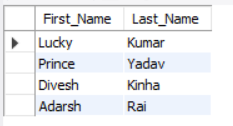 First_Name Last_Name
Lucky Kumar
Prince Yadav
Divesh Kinha
Adarsh Rai